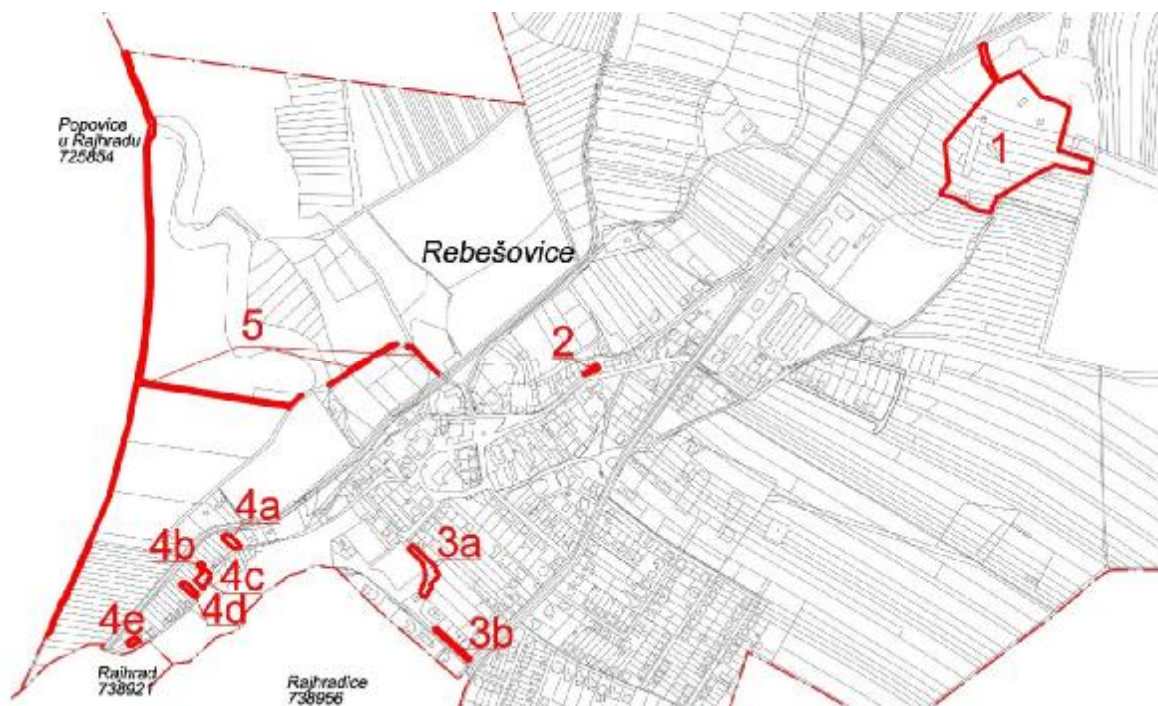 Popovice
u Rajhradu
725854
1
Rebešovice
5
2
4a
3a
4b
4c
4d
4e
3b
Rajhrad
738921
Rajhradice
738956